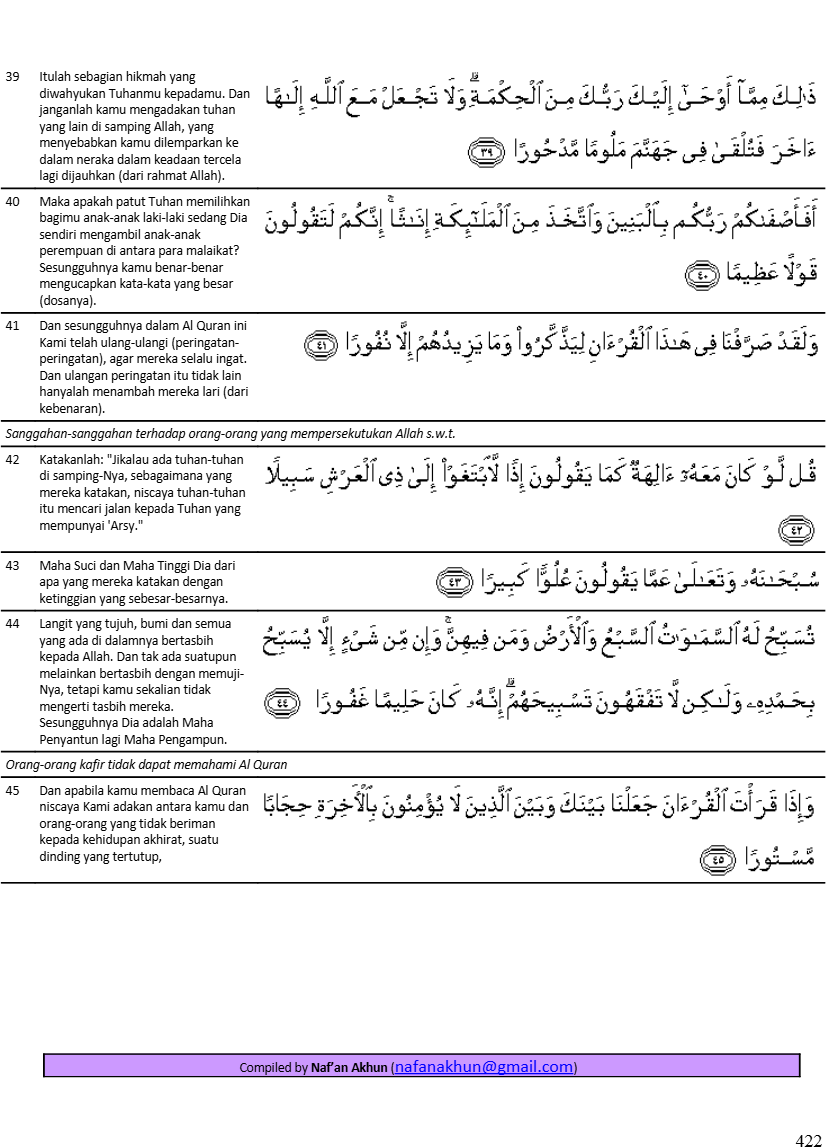 39 Itulah sebagian hikmah yang
diwahyukan Tuhanmu kepadamu. Dan
janganlah kamu mengadakan tuhan
yang lain di samping Allah, yang
menyebabkan kamu dilemparkan ke
dalam neraka dalam keadaan tercela
lagi dijauhkan (dari rahmat Allah).
ذَٰلِكَ مِمَّآ أَوْحَىٰٓ إِلَيْكَ رَبُّكَ مِنَ ٱلْحِكْمَةِ ۗ وَلَا تَجْعَلْ مَعَ ٱللَّهِ إِلَـٰهًا
ءَاخَرَ فَتُلْقَىٰ فِى جَهَنَّمَ مَلُومًا مَّدْحُورًا ﴿٣٩﴾
40 Maka apakah patut Tuhan memilihkan
bagimu anak-anak laki-laki sedang Dia
sendiri mengambil anak-anak
perempuan di antara para malaikat?
Sesungguhnya kamu benar-benar
mengucapkan kata-kata yang besar
(dosanya).
أَفَأَصْفَىٰكُمْ رَبُّكُم بِٱلْبَنِينَ وَٱتَّخَذَ مِنَ ٱلْمَلَـٰٓئِكَةِ إِنَـٰثًا ۚ إِنَّكُمْ لَتَقُولُونَ
قَوْلًا عَظِيمًا ﴿٤٠﴾
41 Dan sesungguhnya dalam Al Quran ini
Kami telah ulang-ulangi (peringatan-
peringatan), agar mereka selalu ingat.
Dan ulangan peringatan itu tidak lain
hanyalah menambah mereka lari (dari
kebenaran).
وَلَقَدْ صَرَّفْنَا فِى هَـٰذَا ٱلْقُرْءَانِ لِيَذَّكَّرُوا۟ وَمَا يَزِيدُهُمْ إِلَّا نُفُورًا ﴿٤١﴾
Sanggahan-sanggahan terhadap orang-orang yang mempersekutukan Allah s.w.t.
42 Katakanlah: "Jikalau ada tuhan-tuhan
di samping-Nya, sebagaimana yang
mereka katakan, niscaya tuhan-tuhan
itu mencari jalan kepada Tuhan yang
mempunyai 'Arsy."
قُل لَّوْ كَانَ مَعَهُۥٓ ءَالِهَةٌ كَمَا يَقُولُونَ إِذًا لَّٱبْتَغَوْا۟ إِلَىٰ ذِى ٱلْعَرْشِ سَبِيلًا
﴿٤٢﴾
43 Maha Suci dan Maha Tinggi Dia dari
apa yang mereka katakan dengan
ketinggian yang sebesar-besarnya.
سُبْحَـٰنَهُۥ وَتَعَـٰلَىٰ عَمَّا يَقُولُونَ عُلُوًّا كَبِيرًا ﴿٤٣﴾
44 Langit yang tujuh, bumi dan semua
yang ada di dalamnya bertasbih
kepada Allah. Dan tak ada suatupun
melainkan bertasbih dengan memuji-
Nya, tetapi kamu sekalian tidak
mengerti tasbih mereka.
Sesungguhnya Dia adalah Maha
Penyantun lagi Maha Pengampun.
تُسَبِّحُ لَهُ ٱلسَّمَـٰوَٰتُ ٱلسَّبْعُ وَٱلْأَرْضُ وَمَن فِيهِنَّ ۚ وَإِن مِّن شَىْءٍ إِلَّا يُسَبِّحُ
بِحَمْدِهِۦ وَلَـٰكِن لَّا تَفْقَهُونَ تَسْبِيحَهُمْ ۗ إِنَّهُۥ كَانَ حَلِيمًا غَفُورًا ﴿٤٤﴾
Orang-orang kafir tidak dapat memahami Al Quran
45 Dan apabila kamu membaca Al Quran
niscaya Kami adakan antara kamu dan
orang-orang yang tidak beriman
kepada kehidupan akhirat, suatu
dinding yang tertutup,
وَإِذَا قَرَأْتَ ٱلْقُرْءَانَ جَعَلْنَا بَيْنَكَ وَبَيْنَ ٱلَّذِينَ لَا يُؤْمِنُونَ بِٱلْـَٔاخِرَةِ حِجَابًا
مَّسْتُورًا ﴿٤٥﴾
Compiled by Naf’an Akhun (nafanakhun@gmail.com)
422